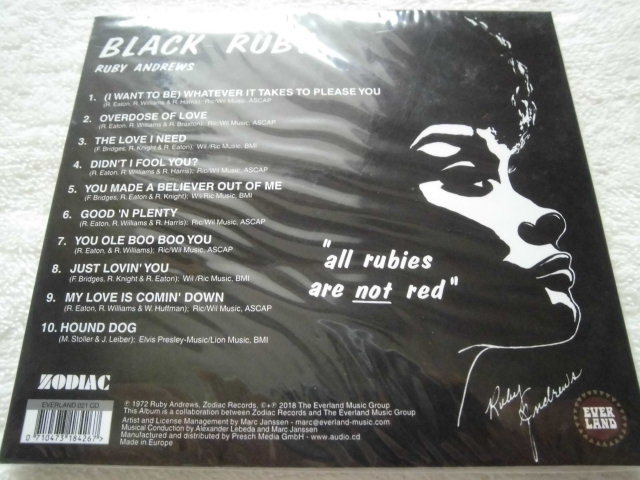 BLACK RUBY
RUBY ANDREWS
1. (I WANT TO BE) WHATEVER IT TAKES TO PLEASE YOU
(R. Eaton, R. Williams & R. Harris): Ric/Wil Music, ASCAP
2. OVERDOSE OF LOVE
(R. Eaton, R. Williams & R. Braxton): Ric/Wil Music, ASCAP
3. THE LOVE I NEED
(F. Bridges, R. Knight & R. Eaton): Wil /Ric Music, BMI
4. DIDN'T I FOOL YOU?
(R. Eaton, R. Williams & R. Harris): Ric/Wil Music, ASCAP
5. YOU MADE A BELIEVER OUT OF ME
(F. Bridges, R. Eaton & R. Knight): Wil/Ric Music, BMI
6. GOOD 'N PLENTY
(R. Eaton, R. Williams & R. Harris): Ric/Wil Music, ASCAP
7. YOU OLE BOO BOO YOU
(R. Eaton, & R. Williams): Ric/Wil Music, ASCAP
8. JUST LOVIN' YOU
(F. Bridges, R. Knight & R. Eaton): Wil /Ric Music, BMI
9. MY LOVE IS COMIN' DOWN
(R. Eaton, R. Williams & W. Huffman): Ric/Wil Music, ASCAP
10. HOUND DOG
(M. Stoller & J. Leiber): Elvis Presley-Music/Lion Music, BMI
"all rubies
are not red"
ZODIAC
EVERLAND 021 CD
0 710473 184267
℗ 1972 Ruby Andrews, Zodiac Records, ©+℗ 2018 The Everland Music Group
This Album is a collaboration between Zodiac Records and The Everland Music Group
Artist and License Management by Marc Janssen - marc@everland-music.com
Musical Conduction by Alexander Lebeda and Marc Janssen
Manufactured and distributed by Presch Media GmbH - www.audio.cd
Made in Europe
Ruby Andrews
EVER
LAND